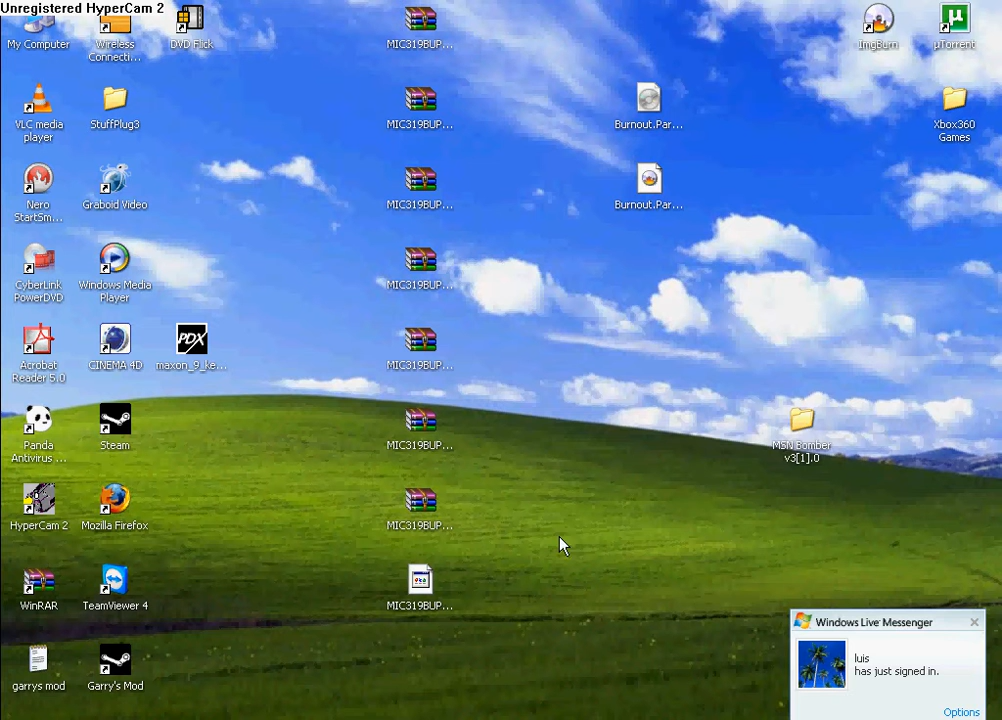 Unregistered HyperCam 2
My Computer
Wireless
Connecti...
DVD Flick
MIC319BUP...
ImgBurn
µTorrent
VLC media
player
StuffPlug3
MIC319BUP...
Burnout.Par...
Xbox360
Games
Nero
StartSm...
Graboid Video
MIC319BUP...
Burnout.Par...
CyberLink
PowerDVD
Windows Media
Player
MIC319BUP...
PDX
Acrobat
Reader 5.0
CINEMA 4D
maxon_9_ke...
MIC319BUP...
Panda
Antivirus ...
Steam
MIC319BUP...
MSN Bomber
v3[1].0
HyperCam 2
Mozilla Firefox
MIC319BUP...
WinRAR
TeamViewer 4
MIC319BUP...
garrys mod
Garry's Mod
Windows Live Messenger
luis
has just signed in.
Options